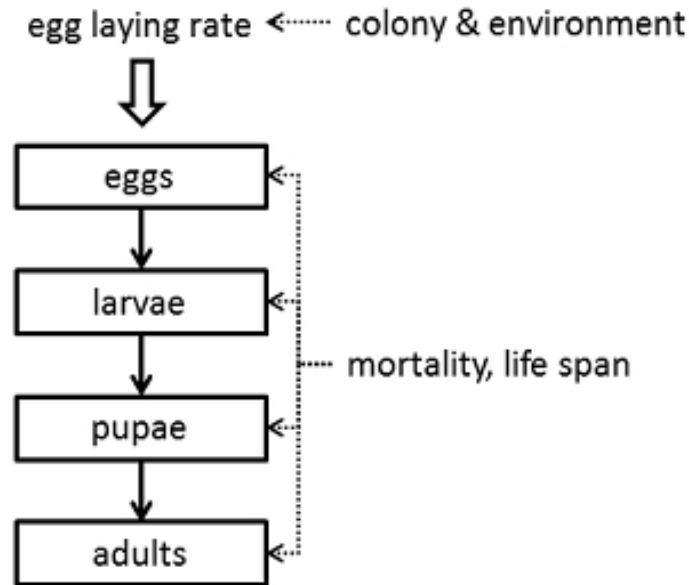 egg laying rate colony & environment
eggs
larvae
mortality, life span
pupae
adults